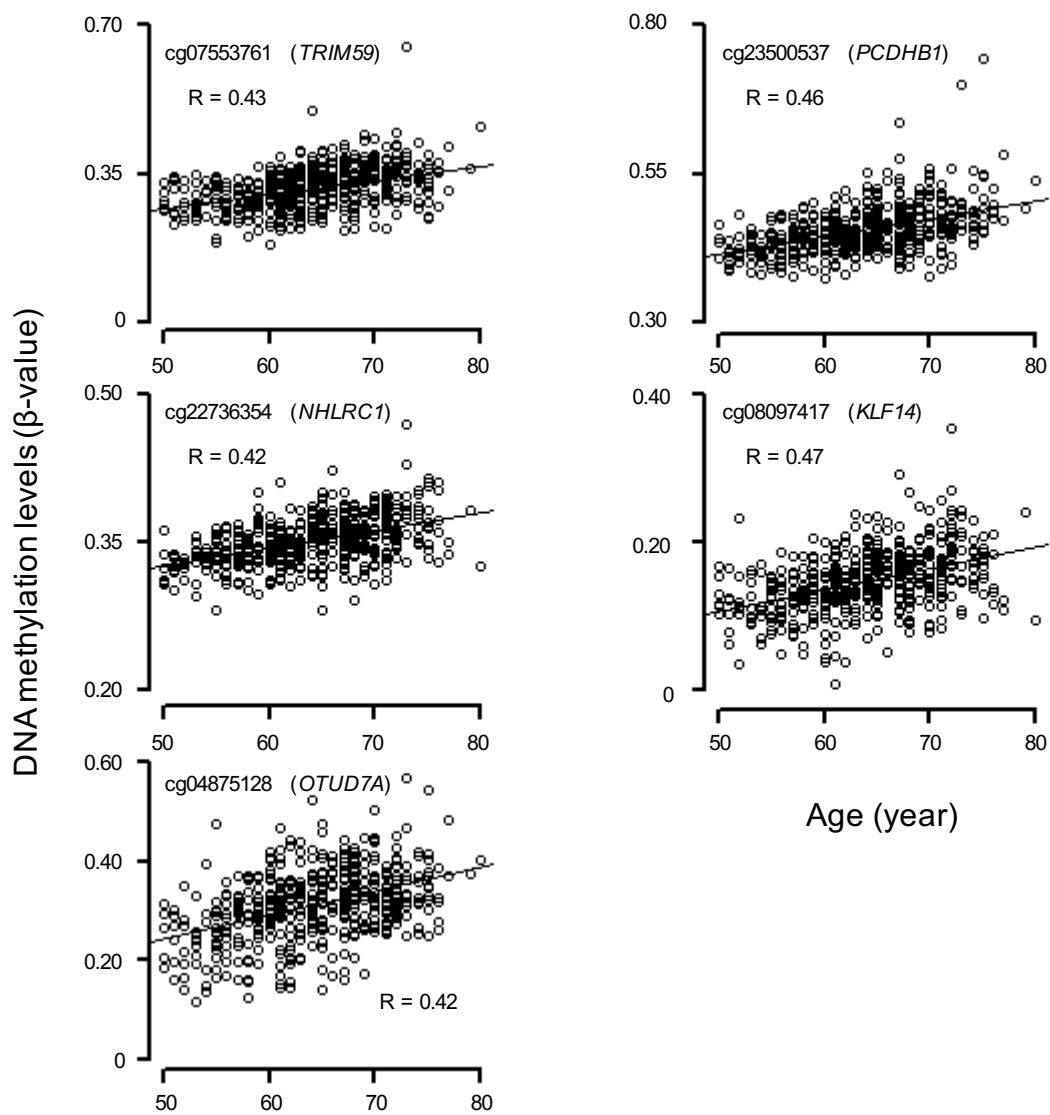 DNA methylation levels (β-value)
0.70
cg07553761 (TRIM59)
R = 0.43
0.35
0
50 60 70 80
0.80
cg23500537 (PCDHB1)
R = 0.46
0.55
0.30
50 60 70 80
0.50
cg22736354 (NHLRC1)
R = 0.42
0.35
0.20
50 60 70 80
0.40
cg08097417 (KLF14)
R = 0.47
0.20
0
50 60 70 80
0.60
cg04875128 (OTUD7A)
0.40
0.20
R = 0.42
0
50 60 70 80
Age (year)